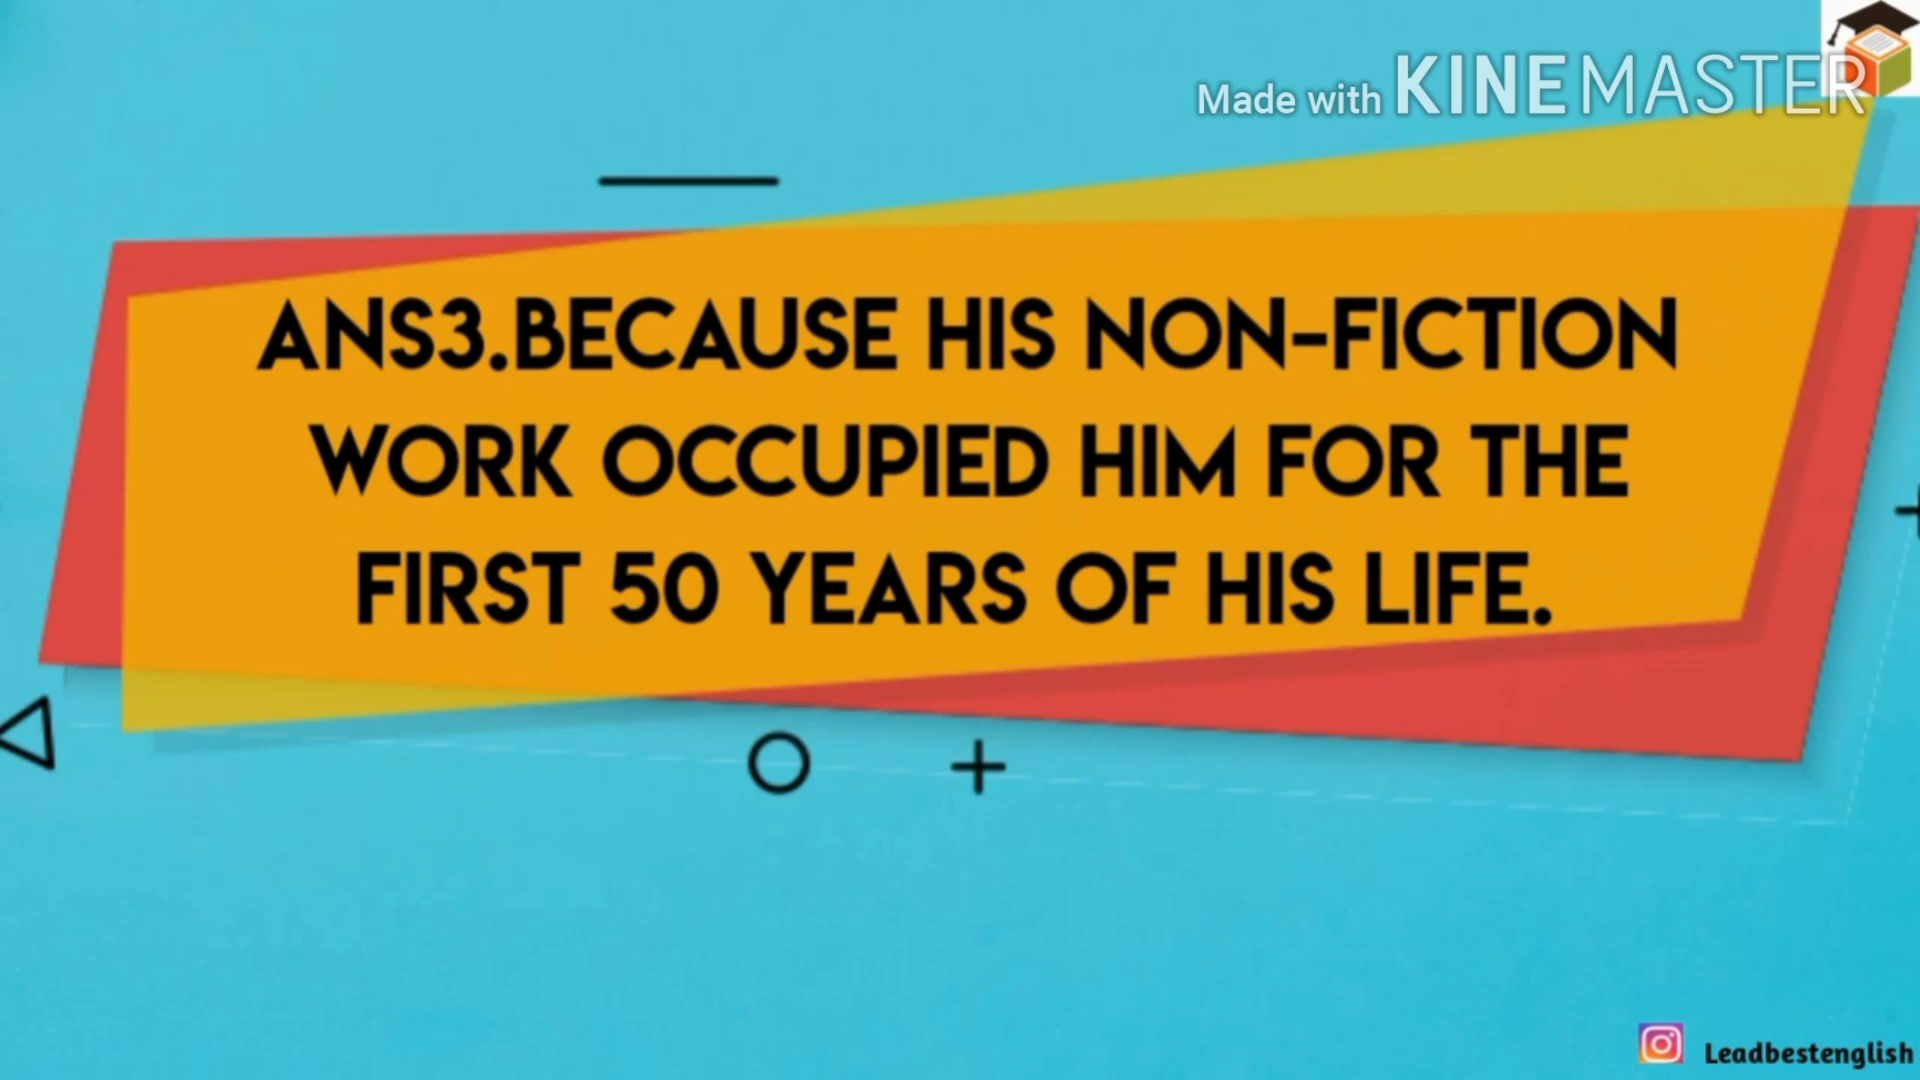 Made with KINEMASTER
ANS3.BECAUSE HIS NON-FICTION
WORK OCCUPIED HIM FOR THE
FIRST 50 YEARS OF HIS LIFE.
Leadbestenglish